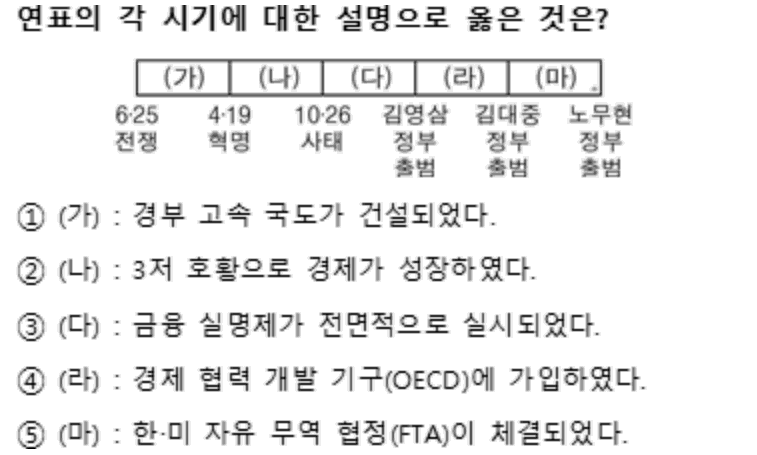 연표의 각 시기에 대한 설명으로 옳은 것은?
(가) (나) (다) (라) (마)
6·25 4·19 10·26 김영삼 김대중 노무현
전쟁 혁명 사태 정부 정부 정부
출범 출범 출범
① (가) : 경부 고속 국도가 건설되었다.
② (나) : 3저 호황으로 경제가 성장하였다.
③ (다) : 금융 실명제가 전면적으로 실시되었다.
④ (라) : 경제 협력 개발 기구(OECD)에 가입하였다.
⑤ (마) : 한·미 자유 무역 협정(FTA)이 체결되었다.